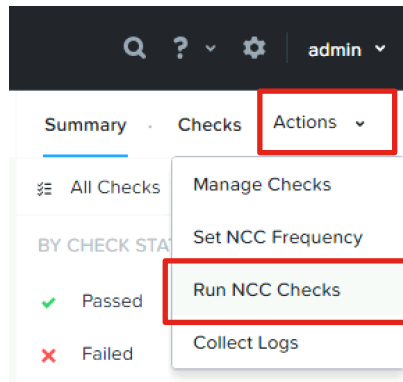 ?
admin
Summary · Checks Actions
All Checks
Manage Checks
BY CHECK STA
Set NCC Frequency
Passed
Run NCC Checks
Failed
Collect Logs